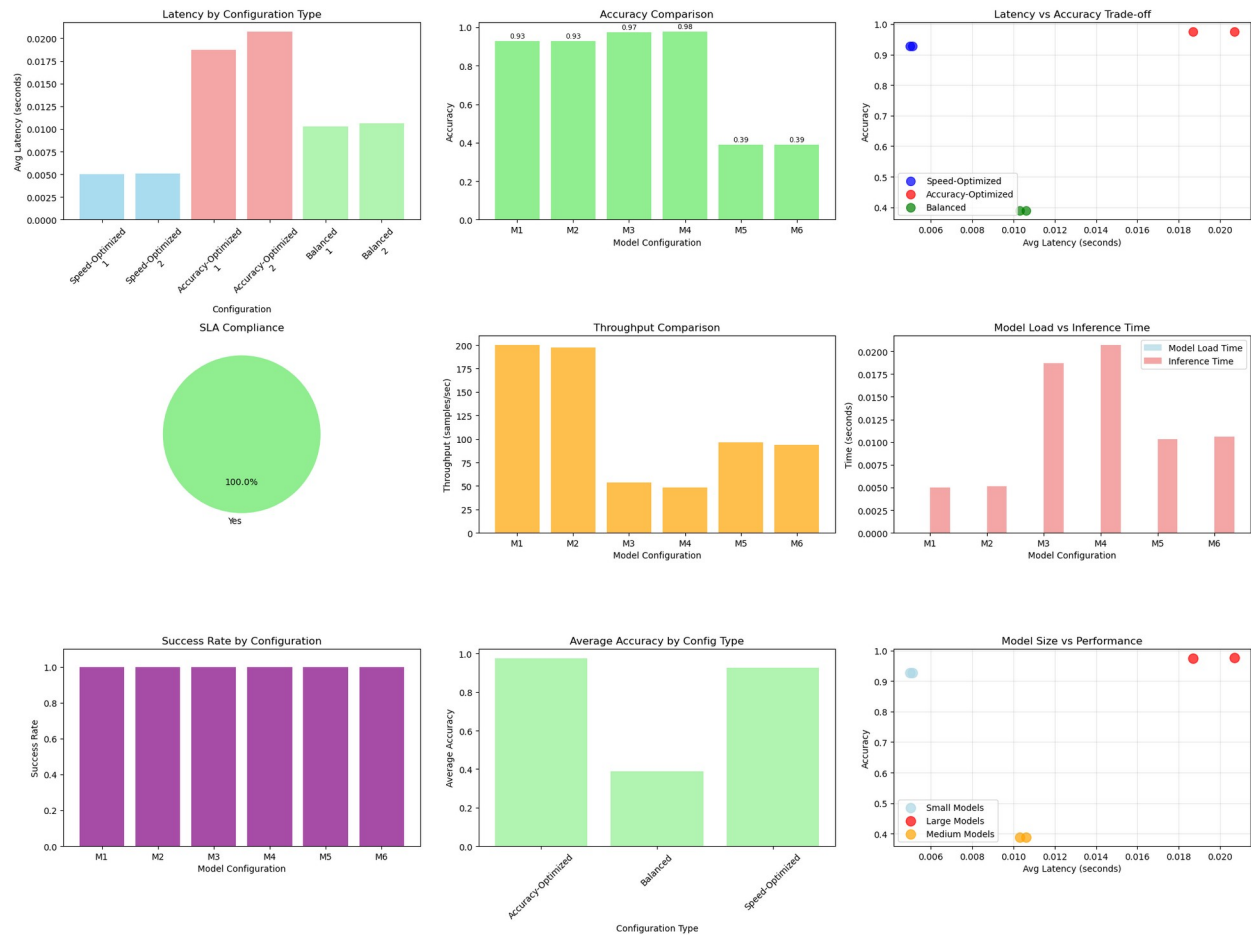 Latency by Configuration Type
Avg Latency (seconds)
0.0200
0.0175
0.0150
0.0125
0.0100
0.0075
0.0050
0.0025
0.0000
Speed-Optimized
1
Speed-Optimized
2
Accuracy-Optimized
1
Accuracy-Optimized
2
Balanced
1
Balanced
2
Configuration
Accuracy Comparison
Accuracy
1.0
0.8
0.6
0.4
0.2
0.0
0.93
0.93
0.97
0.98
0.39
0.39
M1 M2 M3 M4 M5 M6
Model Configuration
Latency vs Accuracy Trade-off
Accuracy
1.0
0.9
0.8
0.7
0.6
0.5
0.4
Speed-Optimized
Accuracy-Optimized
Balanced
0.006 0.008 0.010 0.012 0.014 0.016 0.018 0.020
Avg Latency (seconds)
SLA Compliance
100.0%
Yes
Throughput Comparison
Throughput (samples/sec)
200
175
150
125
100
75
50
25
0
M1 M2 M3 M4 M5 M6
Model Configuration
Model Load vs Inference Time
Time (seconds)
0.0200
0.0175
0.0150
0.0125
0.0100
0.0075
0.0050
0.0025
0.0000
Model Load Time
Inference Time
M1 M2 M3 M4 M5 M6
Model Configuration
Success Rate by Configuration
Success Rate
1.0
0.8
0.6
0.4
0.2
0.0
M1 M2 M3 M4 M5 M6
Model Configuration
Average Accuracy by Config Type
Average Accuracy
1.0
0.8
0.6
0.4
0.2
0.0
Accuracy-Optimized
Balanced
Speed-Optimized
Configuration Type
Model Size vs Performance
Accuracy
1.0
0.9
0.8
0.7
0.6
0.5
0.4
Small Models
Large Models
Medium Models
0.006 0.008 0.010 0.012 0.014 0.016 0.018 0.020
Avg Latency (seconds)